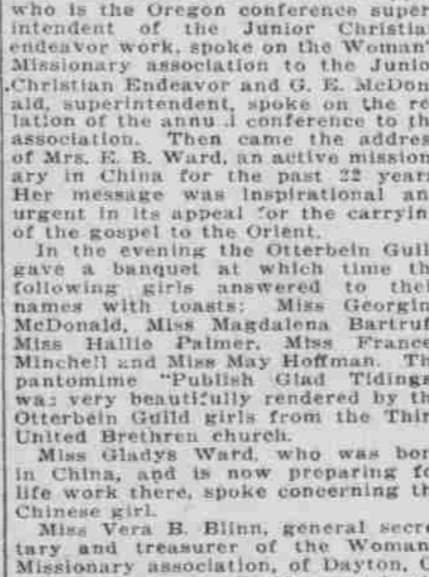 who is the Oregon conference super
intendent of the Junior Christia
endeavor work, spoke on the Woman'
Missionary association to the Junio
Christian Endeavor and G. E. McDon
ald, superintendent, spoke on the re
lation of the annu l conference to th
association. Then came the addres
of Mrs. E. B. Ward, an active mission
ary in China for the past 22 year
Her message was inspirational an
urgent in its appeal for the carryin
of the gospel to the Orient.
In the evening the Otterbein Guil
gave a banquet at which time th
following girls answered to thei
names with toasts: Miss Georgin
McDonald, Miss Magdalena Bartruf
Miss Hallie Palmer, Miss France
Minchell and Miss May Hoffman. Th
pantomime "Publish Glad Tidings
was very beautifully rendered by th
Otterbein Guild girls from the Thir
United Brethren church.
Miss Gladys Ward, who was bor
in China, and is now preparing fo
life work there, spoke concerning th
Chinese girl.
Miss Vera B. Blinn, general secre
tary and treasurer of the Woman
Missionary association, of Dayton, O